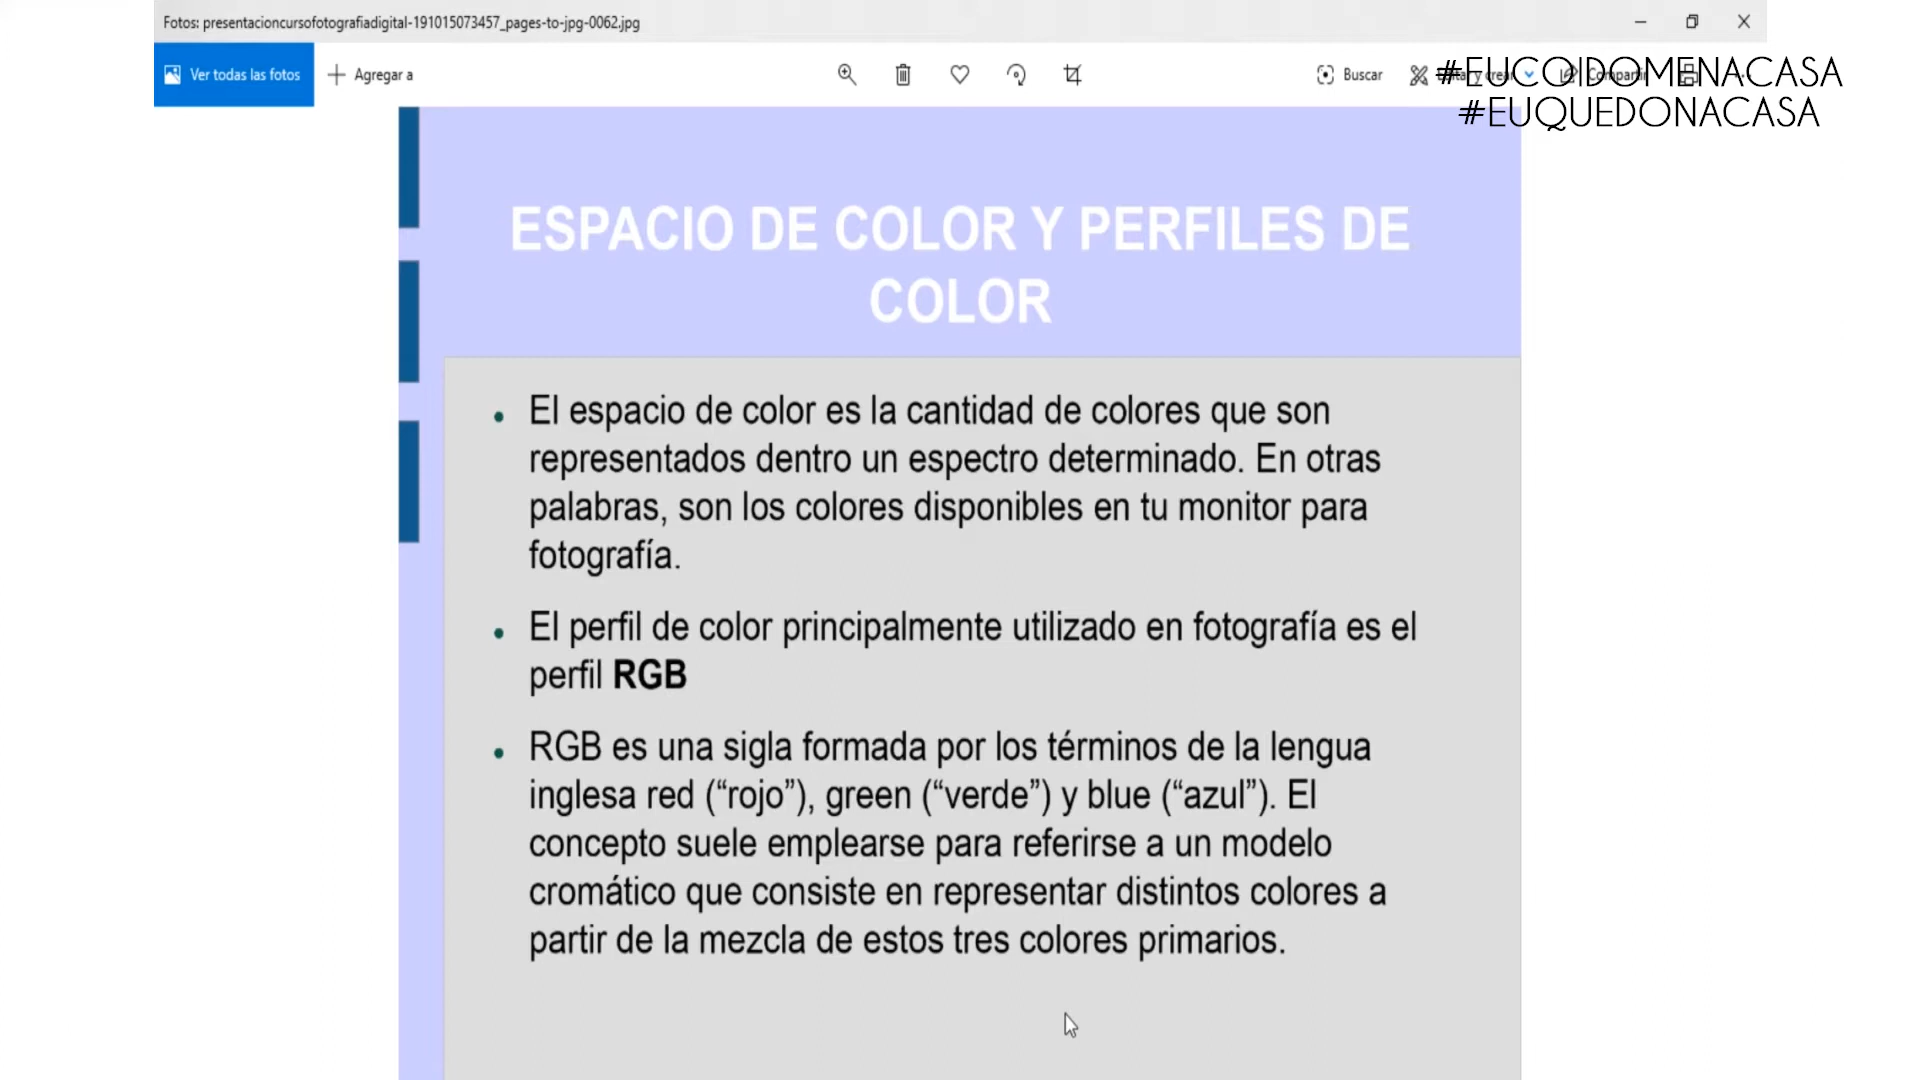 Fotos: presentacioncursofotografiadigital-191015073457_pages-to-jpg-0062.jpg
Ver todas las fotos
Agregar a
Buscar
y crear
Compartir
#EUCOIDOMENACASA
#EUQUEDONACASA
ESPACIO DE COLOR Y PERFILES DE
COLOR
• El espacio de color es la cantidad de colores que son
representados dentro un espectro determinado. En otras
palabras, son los colores disponibles en tu monitor para
fotografía.
• El perfil de color principalmente utilizado en fotografía es el
perfil RGB
• RGB es una sigla formada por los términos de la lengua
inglesa red (“rojo”), green (“verde”) y blue (“azul”). El
concepto suele emplearse para referirse a un modelo
cromático que consiste en representar distintos colores a
partir de la mezcla de estos tres colores primarios.